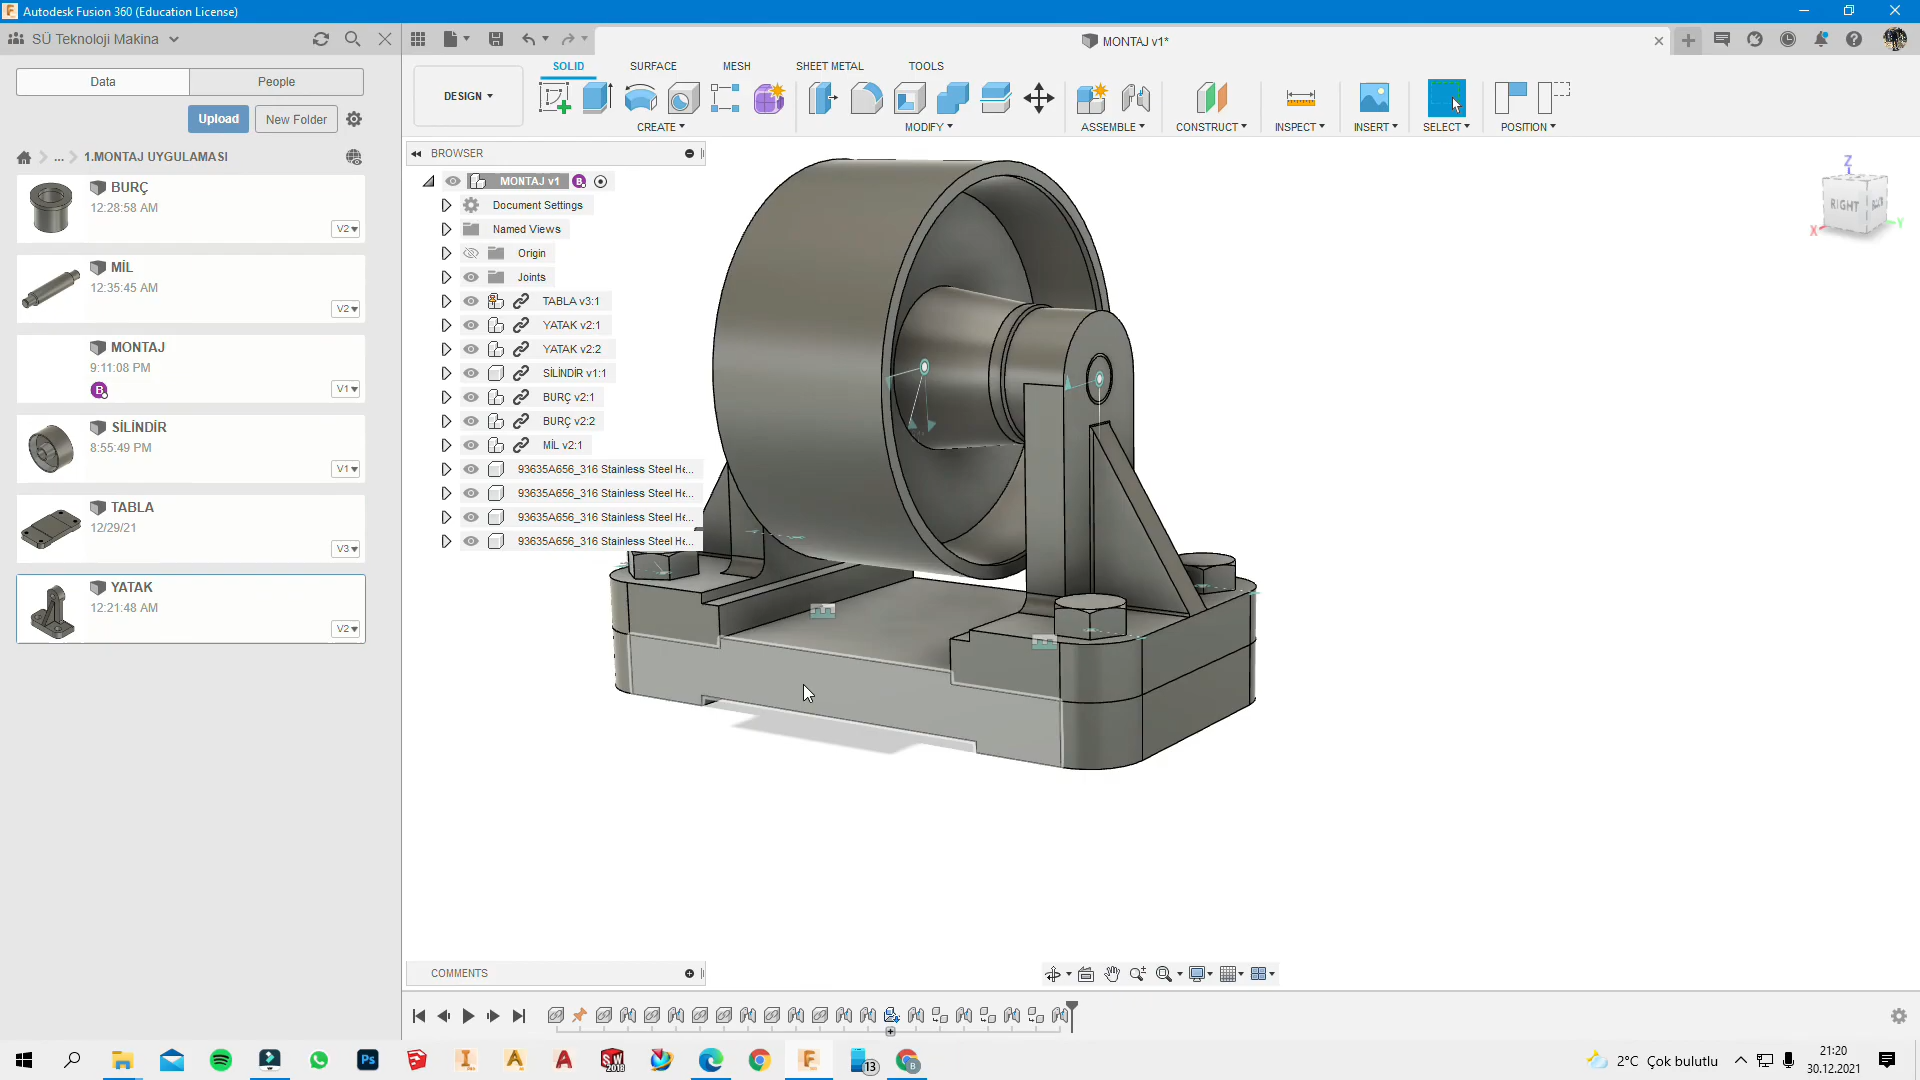 Autodesk Fusion 360 (Education License)
SÜ Teknoloji Makina
MONTAJ v1*
Data
People
Upload
New Folder
... 1.MONTAJ UYGULAMASI
BURÇ
12:28:58 AM
V2
MİL
12:35:45 AM
V2
MONTAJ
9:11:08 PM
B
V1
SİLİNDİR
8:55:49 PM
V1
TABLA
12/29/21
V3
YATAK
12:21:48 AM
V2
DESIGN
SOLID
SURFACE
MESH
SHEET METAL
TOOLS
CREATE
MODIFY
ASSEMBLE
CONSTRUCT
INSPECT
INSERT
SELECT
POSITION
BROWSER
MONTAJ v1
B
Document Settings
Named Views
Origin
Joints
TABLA v3:1
YATAK v2:1
YATAK v2:2
SİLİNDİR v1:1
BURÇ v2:1
BURÇ v2:2
MİL v2:1
93635A656_316 Stainless Steel He...
93635A656_316 Stainless Steel He...
93635A656_316 Stainless Steel He...
93635A656_316 Stainless Steel He...
Z
RIGHT
BACK
X
Y
COMMENTS
Ps
SW
2018
13
B
2°C Çok bulutlu
21:20
30.12.2021